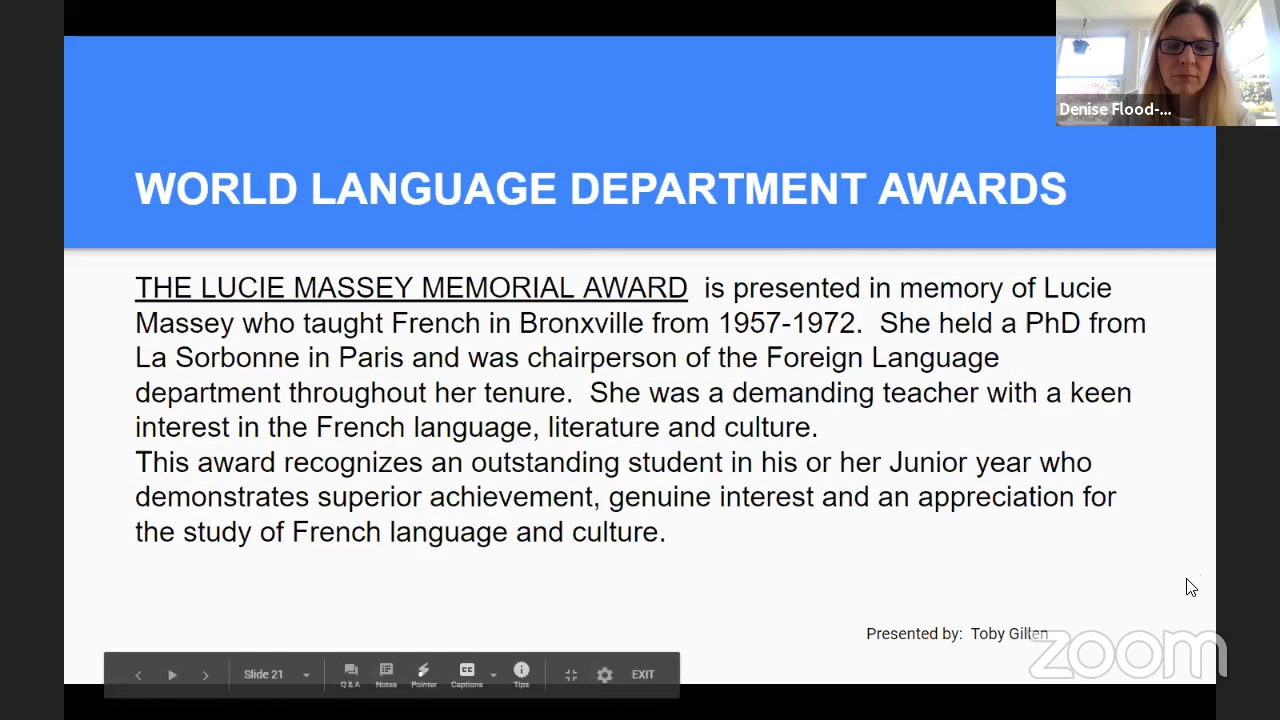 Denise Flood-...
WORLD LANGUAGE DEPARTMENT AWARDS
THE LUCIE MASSEY MEMORIAL AWARD is presented in memory of Lucie
Massey who taught French in Bronxville from 1957-1972. She held a PhD from
La Sorbonne in Paris and was chairperson of the Foreign Language
department throughout her tenure. She was a demanding teacher with a keen
interest in the French language, literature and culture.
This award recognizes an outstanding student in his or her Junior year who
demonstrates superior achievement, genuine interest and an appreciation for
the study of French language and culture.
Presented by: Toby Gillen
zoom
Slide 21
Q & A Notes Pointer Captions Tips EXIT